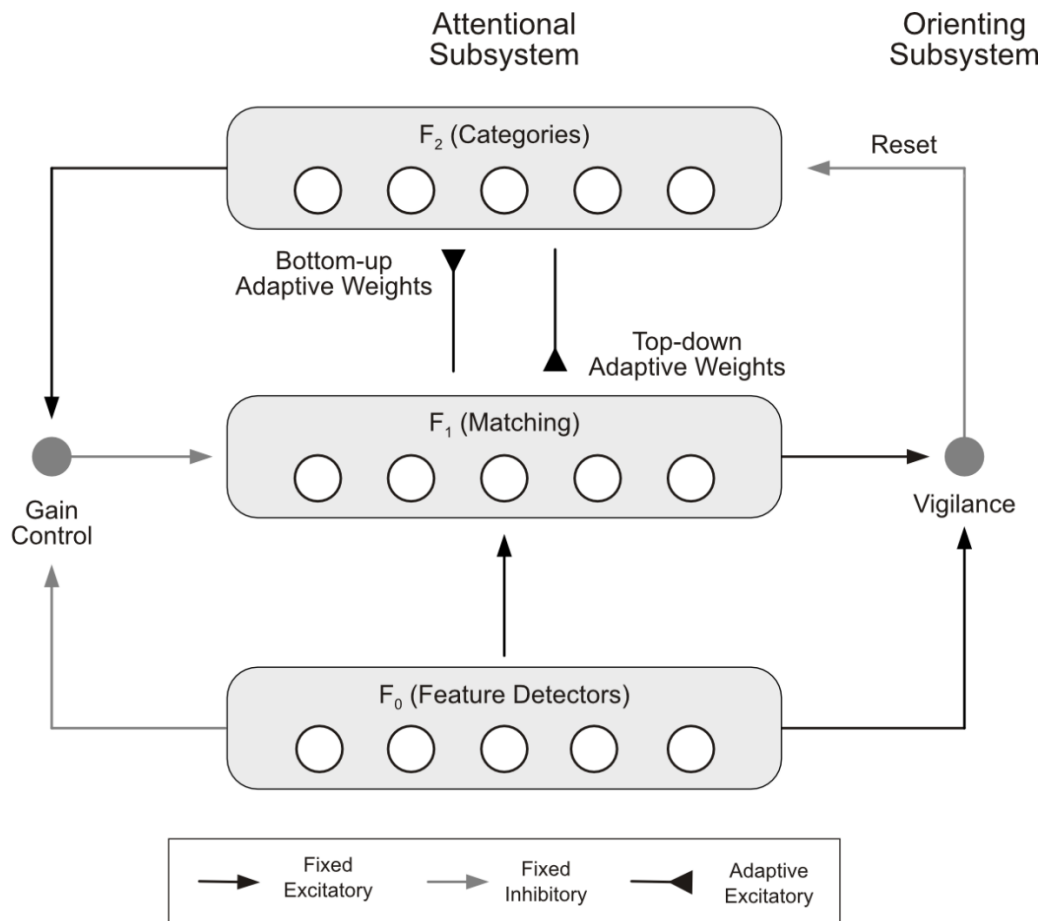 Attentional
Subsystem
Orienting
Subsystem
F₂ (Categories)
Reset
Bottom-up
Adaptive Weights
Top-down
Adaptive Weights
F₁ (Matching)
Gain
Control
Vigilance
F₀ (Feature Detectors)
Fixed
Excitatory
Fixed
Inhibitory
Adaptive
Excitatory